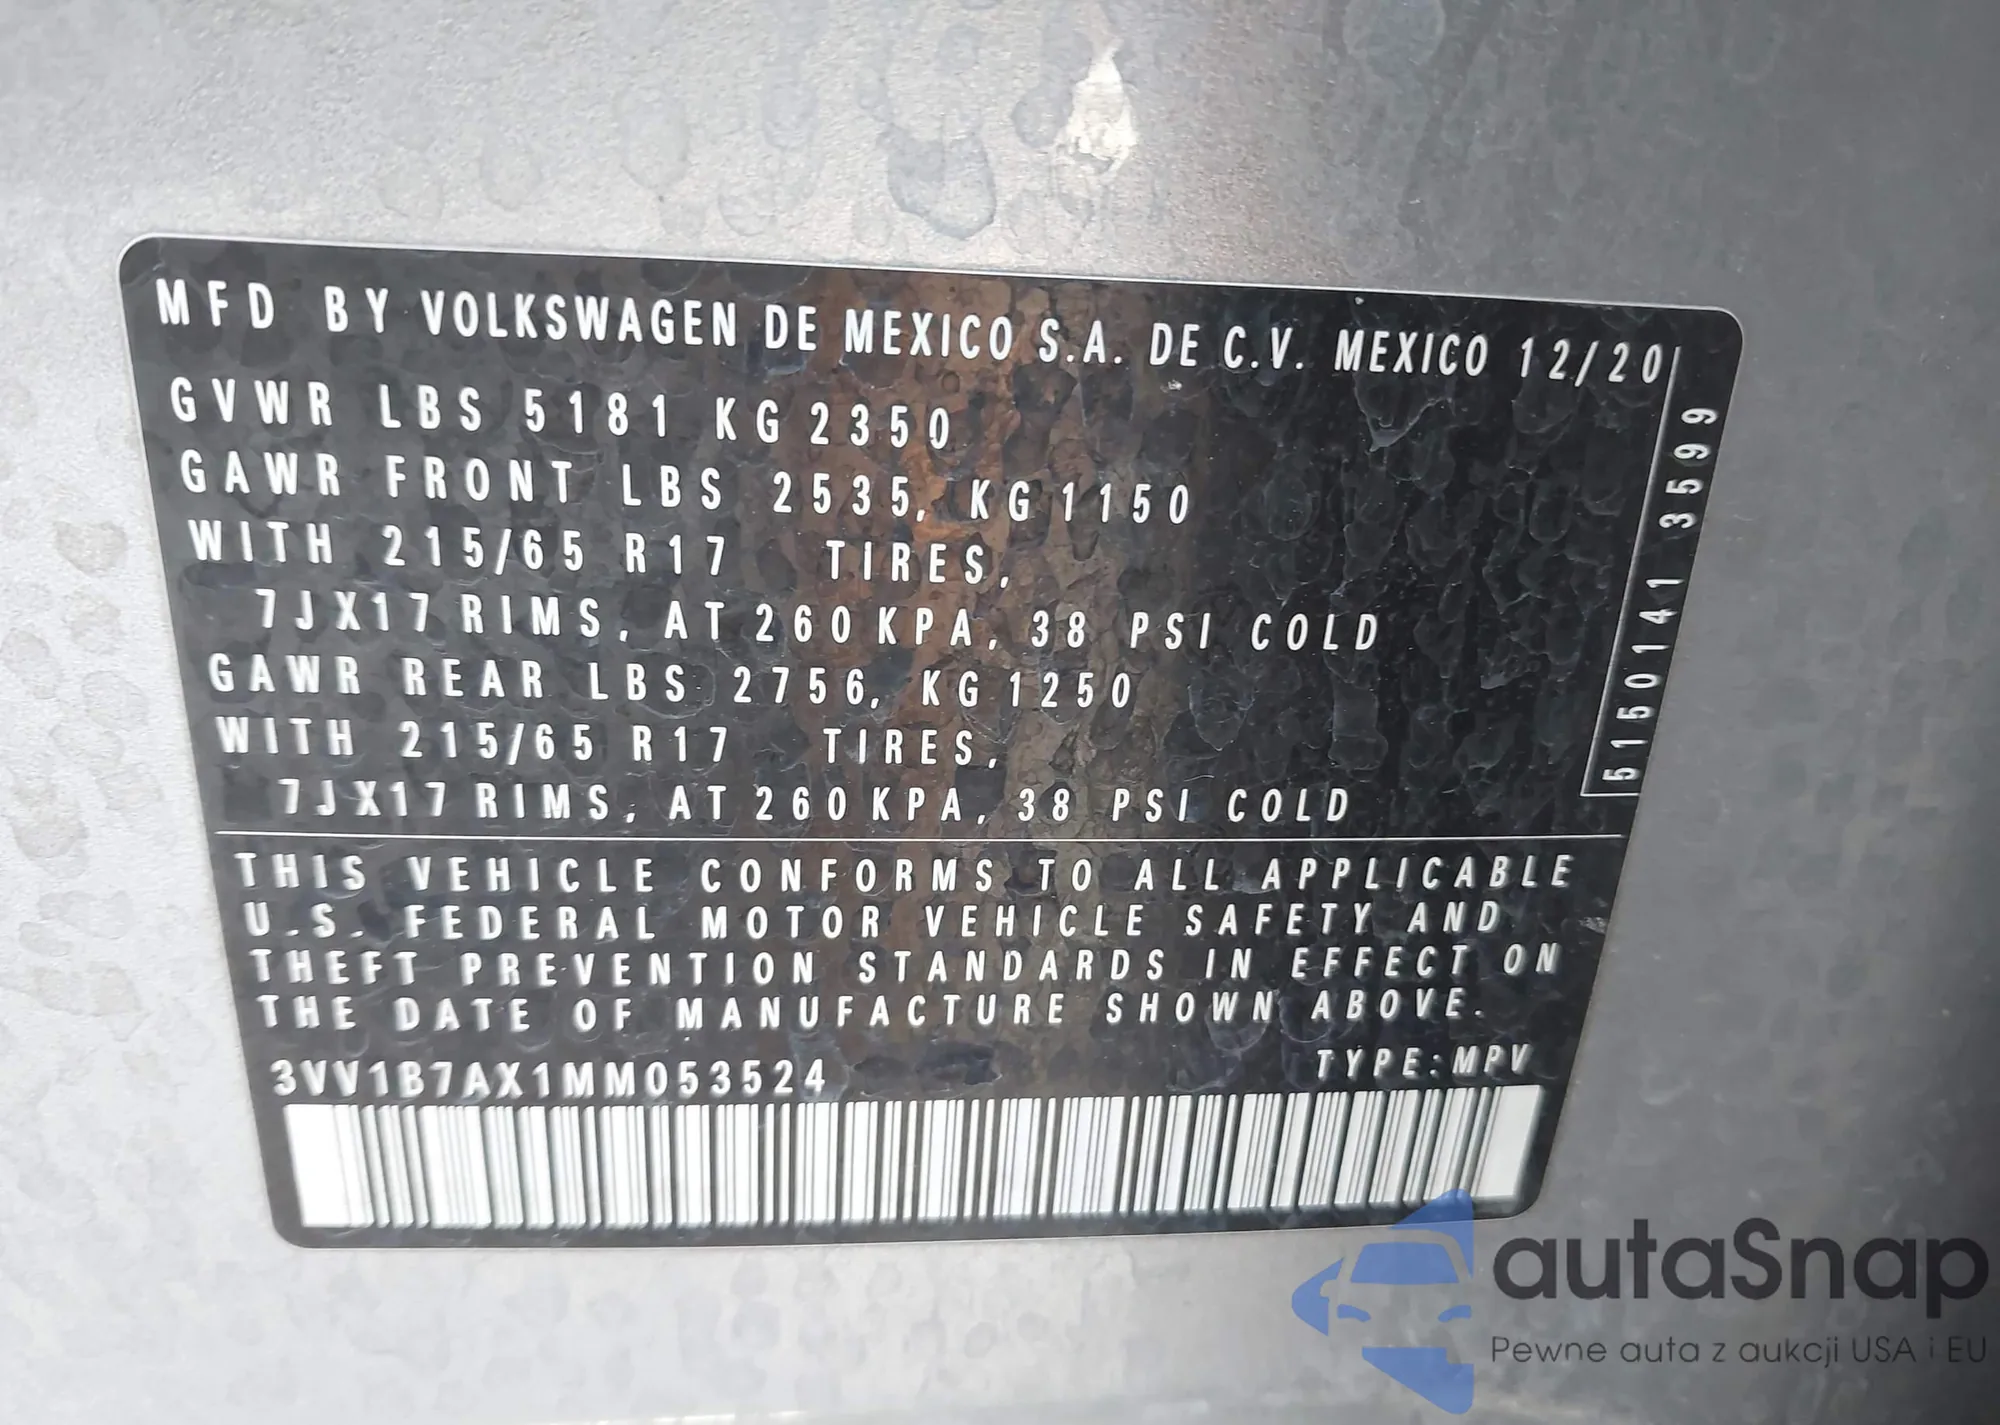 MFD BY VOLKSWAGEN DE MEXICO S.A. DE C.V. MEXICO 12/20
GVWR LBS 5181 KG 2350
GAWR FRONT LBS 2535, KG 1150
WITH 215/65 R17 TIRES,
7JX17 RIMS, AT 260 KPA, 38 PSI COLD
GAWR REAR LBS 2756, KG 1250
WITH 215/65 R17 TIRES,
7JX17 RIMS, AT 260 KPA, 38 PSI COLD
515 0141 3599
THIS VEHICLE CONFORMS TO ALL APPLICABLE
U.S. FEDERAL MOTOR VEHICLE SAFETY AND
THEFT PREVENTION STANDARDS IN EFFECT ON
THE DATE OF MANUFACTURE SHOWN ABOVE.
3VV1B7AX1MM053524 TYPE: MPV
autaSnap
Pewne auta z aukcji USA i EU